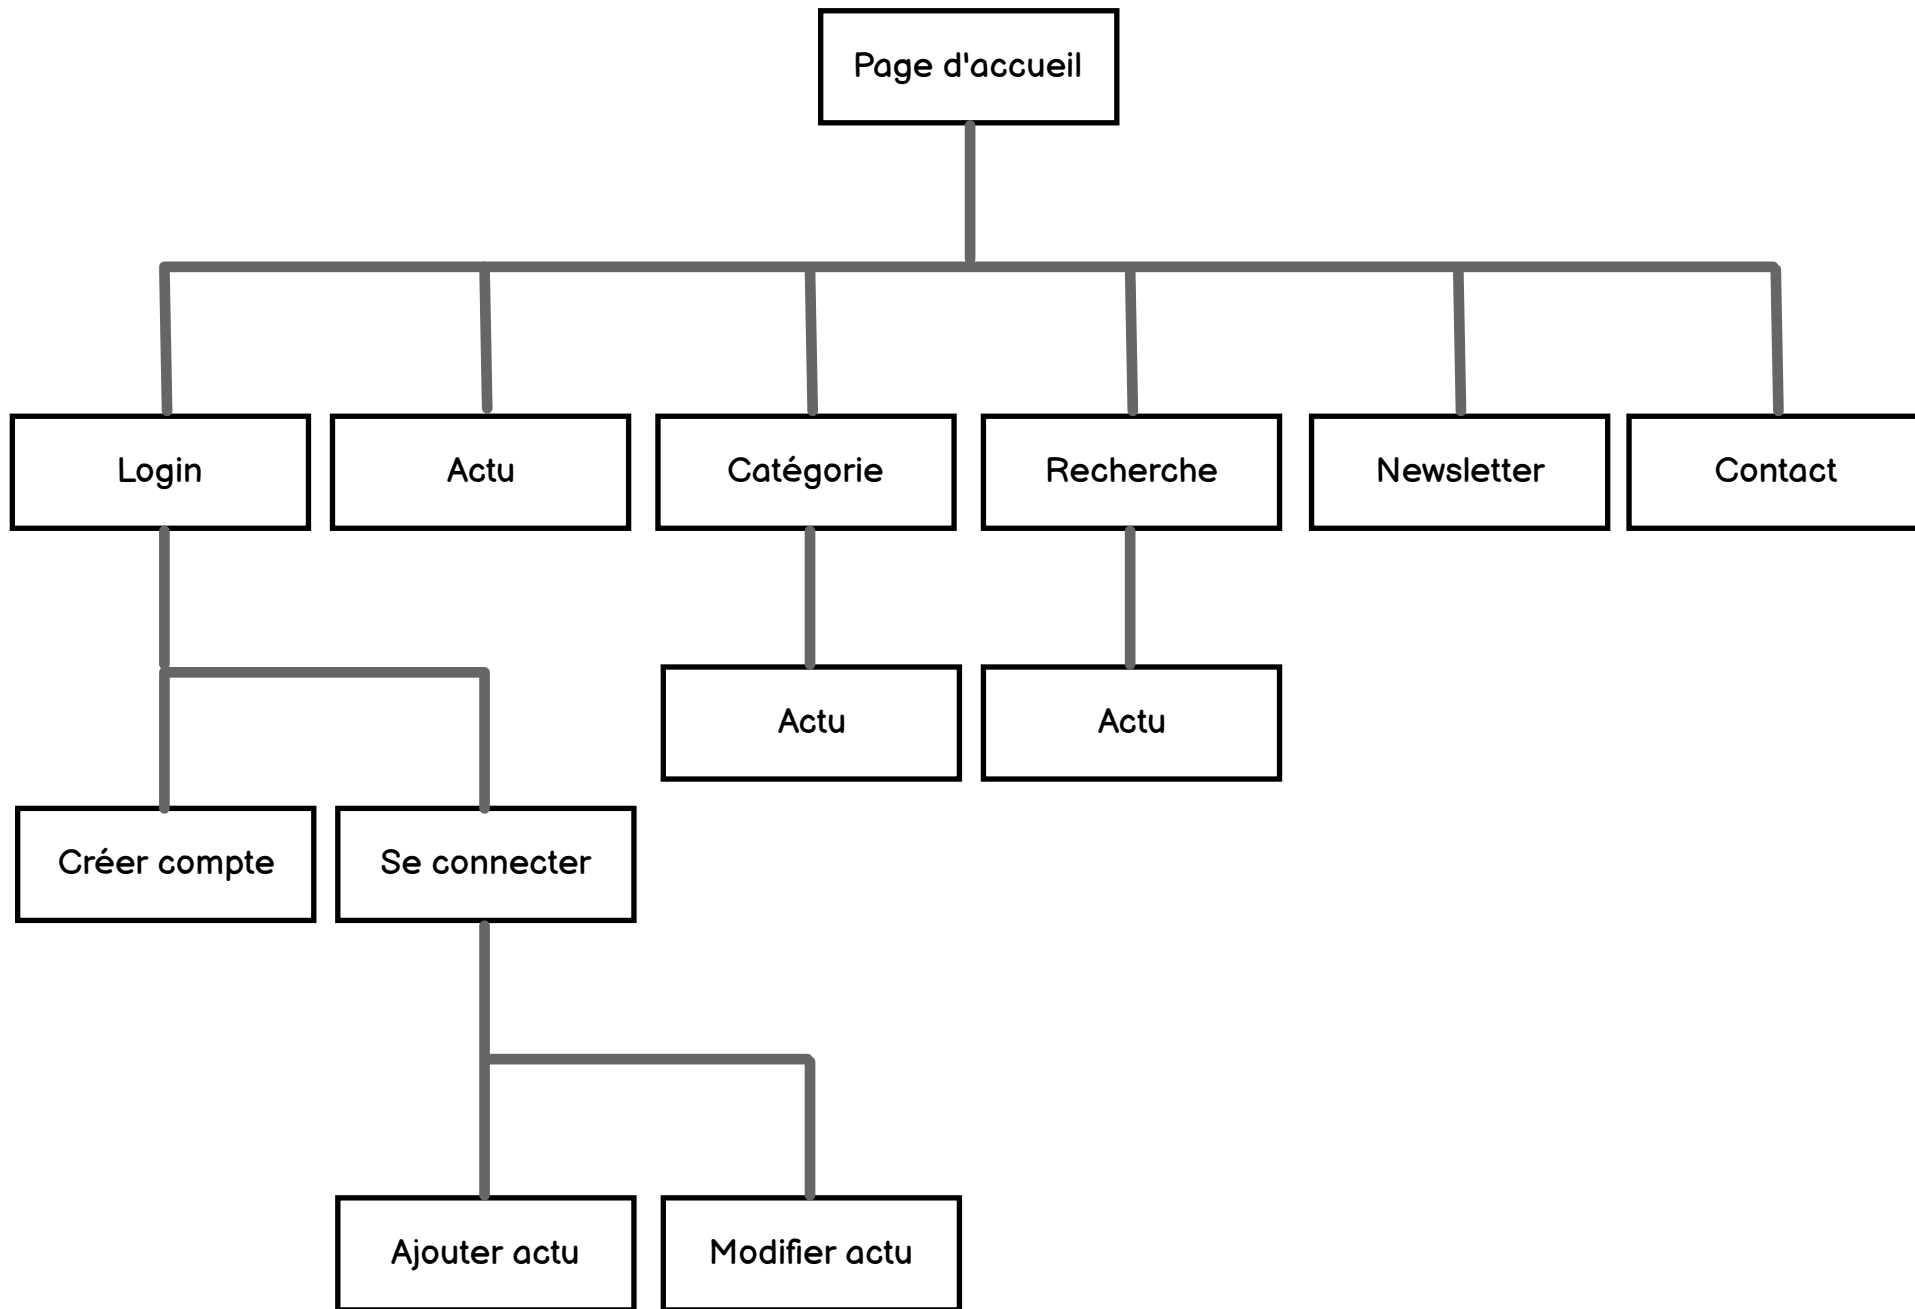 Page d'accueil
Login
Actu
Catégorie
Recherche
Newsletter
Contact
Actu
Actu
Créer compte
Se connecter
Ajouter actu
Modifier actu